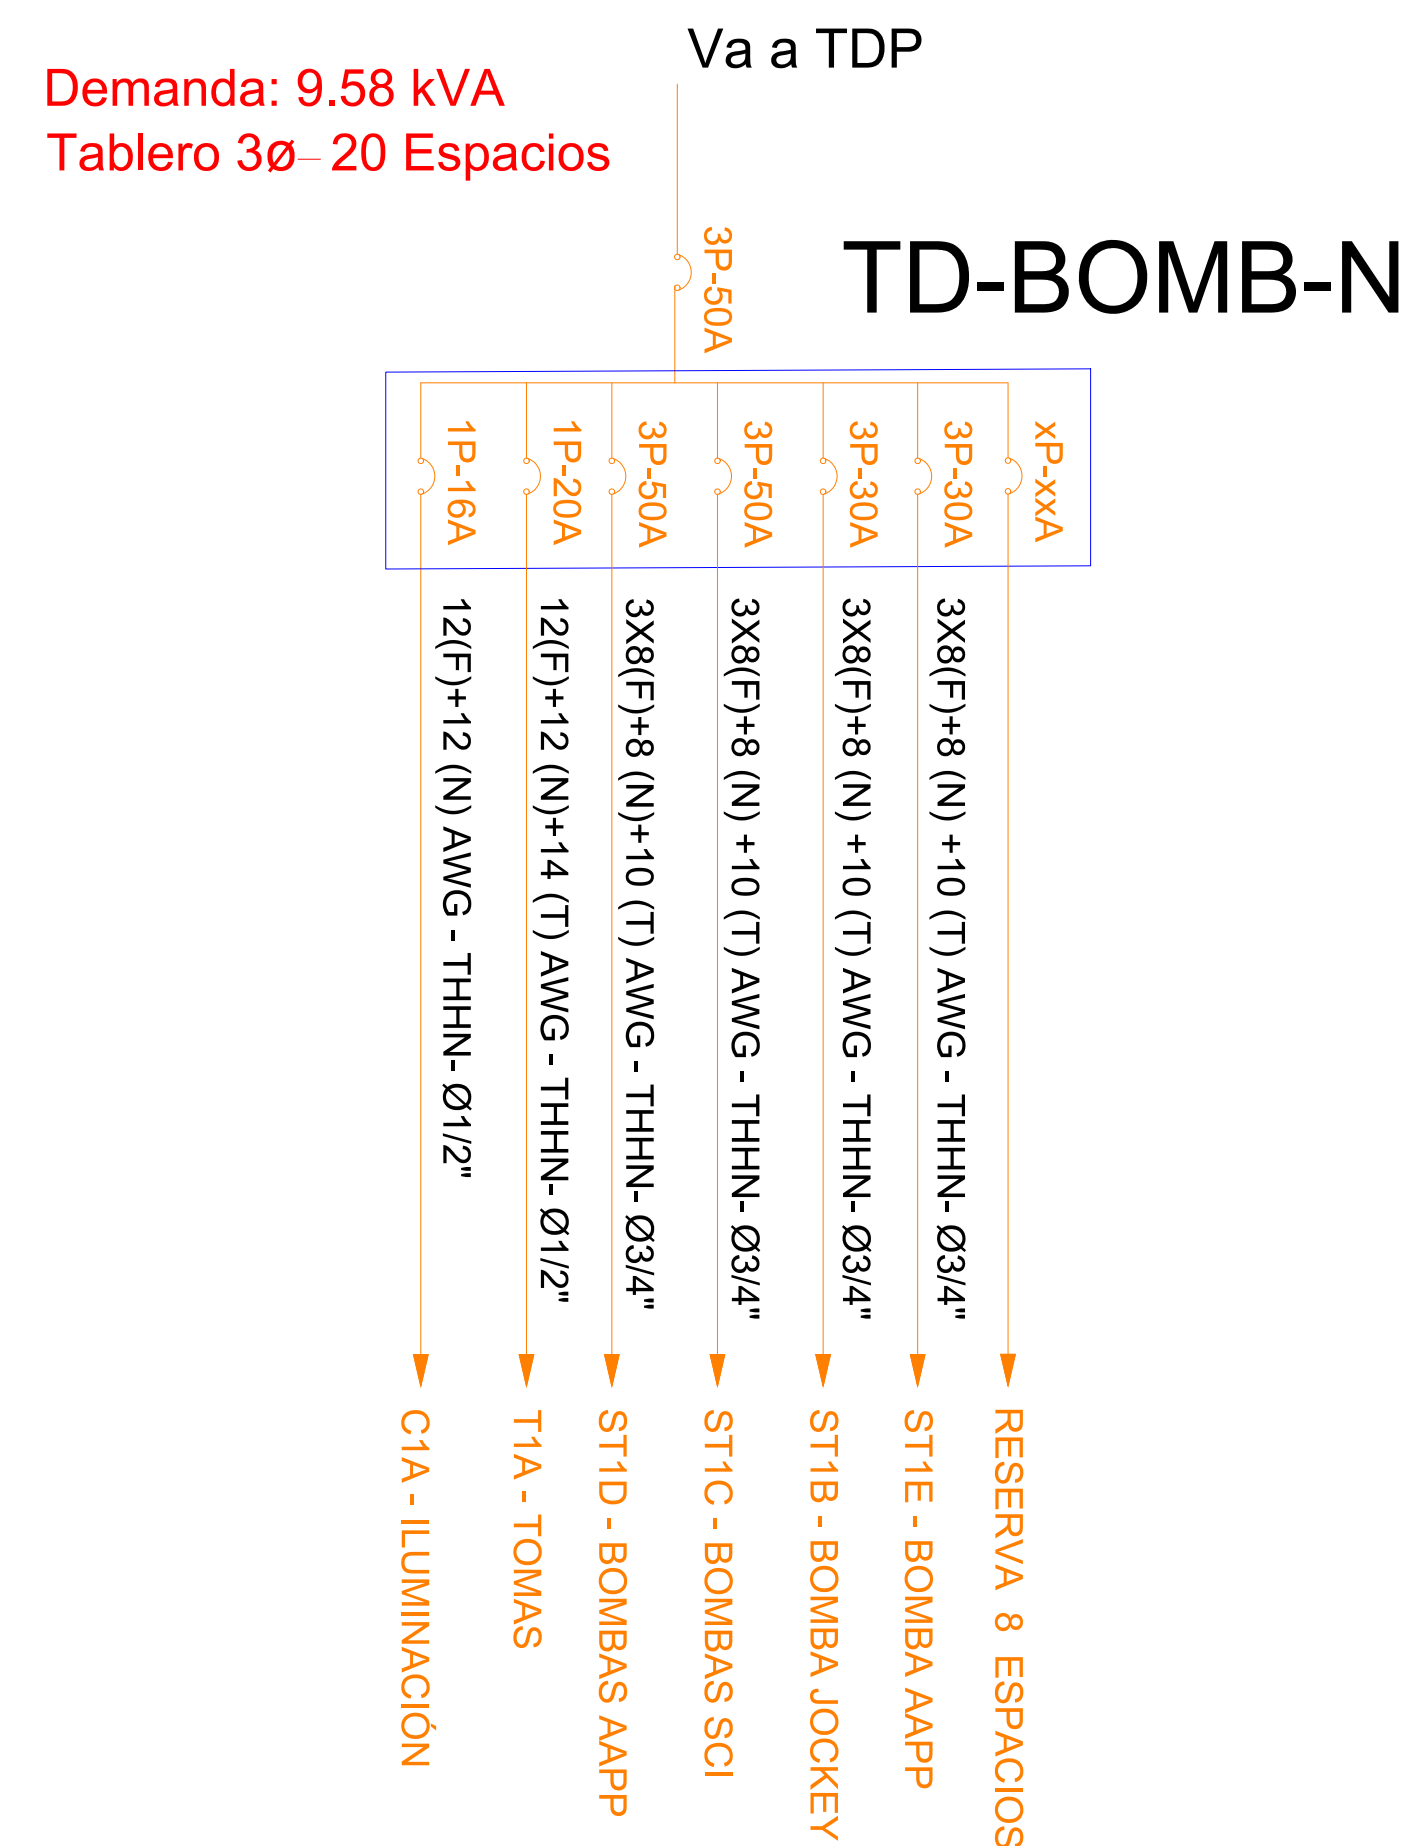 Va a TDP
Demanda: 9.58 kVA
Tablero 3ø– 20 Espacios
TD-BOMB-N
3P-50A
1P-16A
1P-20A
3P-50A
3P-50A
3P-30A
3P-30A
xP-xxA
12(F)+12 (N) AWG - THHN- Ø1/2"
12(F)+12 (N)+14 (T) AWG - THHN- Ø1/2"
3X8(F)+8 (N)+10 (T) AWG - THHN- Ø3/4"
3X8(F)+8 (N) +10 (T) AWG - THHN- Ø3/4"
3X8(F)+8 (N) +10 (T) AWG - THHN- Ø3/4"
3X8(F)+8 (N) +10 (T) AWG - THHN- Ø3/4"
C1A - ILUMINACIÓN
T1A - TOMAS
ST1D - BOMBAS AAPP
ST1C - BOMBAS SCI
ST1B - BOMBA JOCKEY
ST1E - BOMBA AAPP
RESERVA 8 ESPACIOS